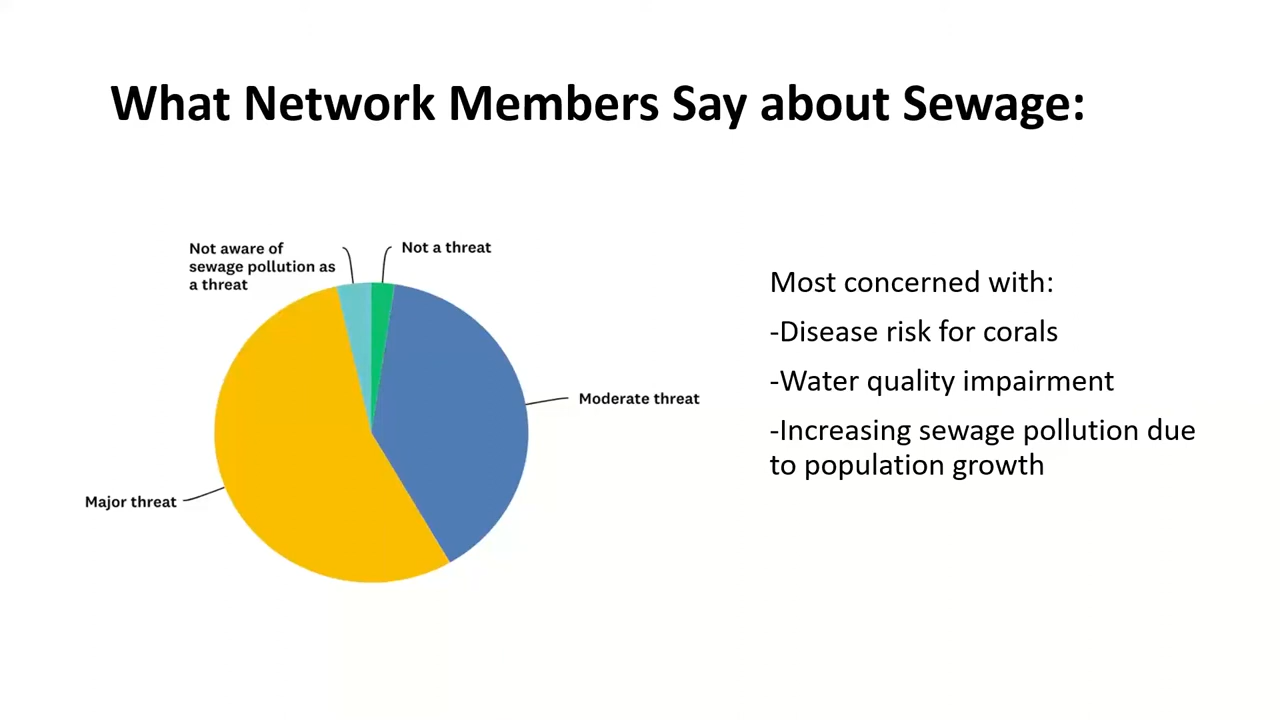 What Network Members Say about Sewage:
Not aware of
sewage pollution as
a threat
Not a threat
Moderate threat
Major threat
Most concerned with:
-Disease risk for corals
-Water quality impairment
-Increasing sewage pollution due
to population growth